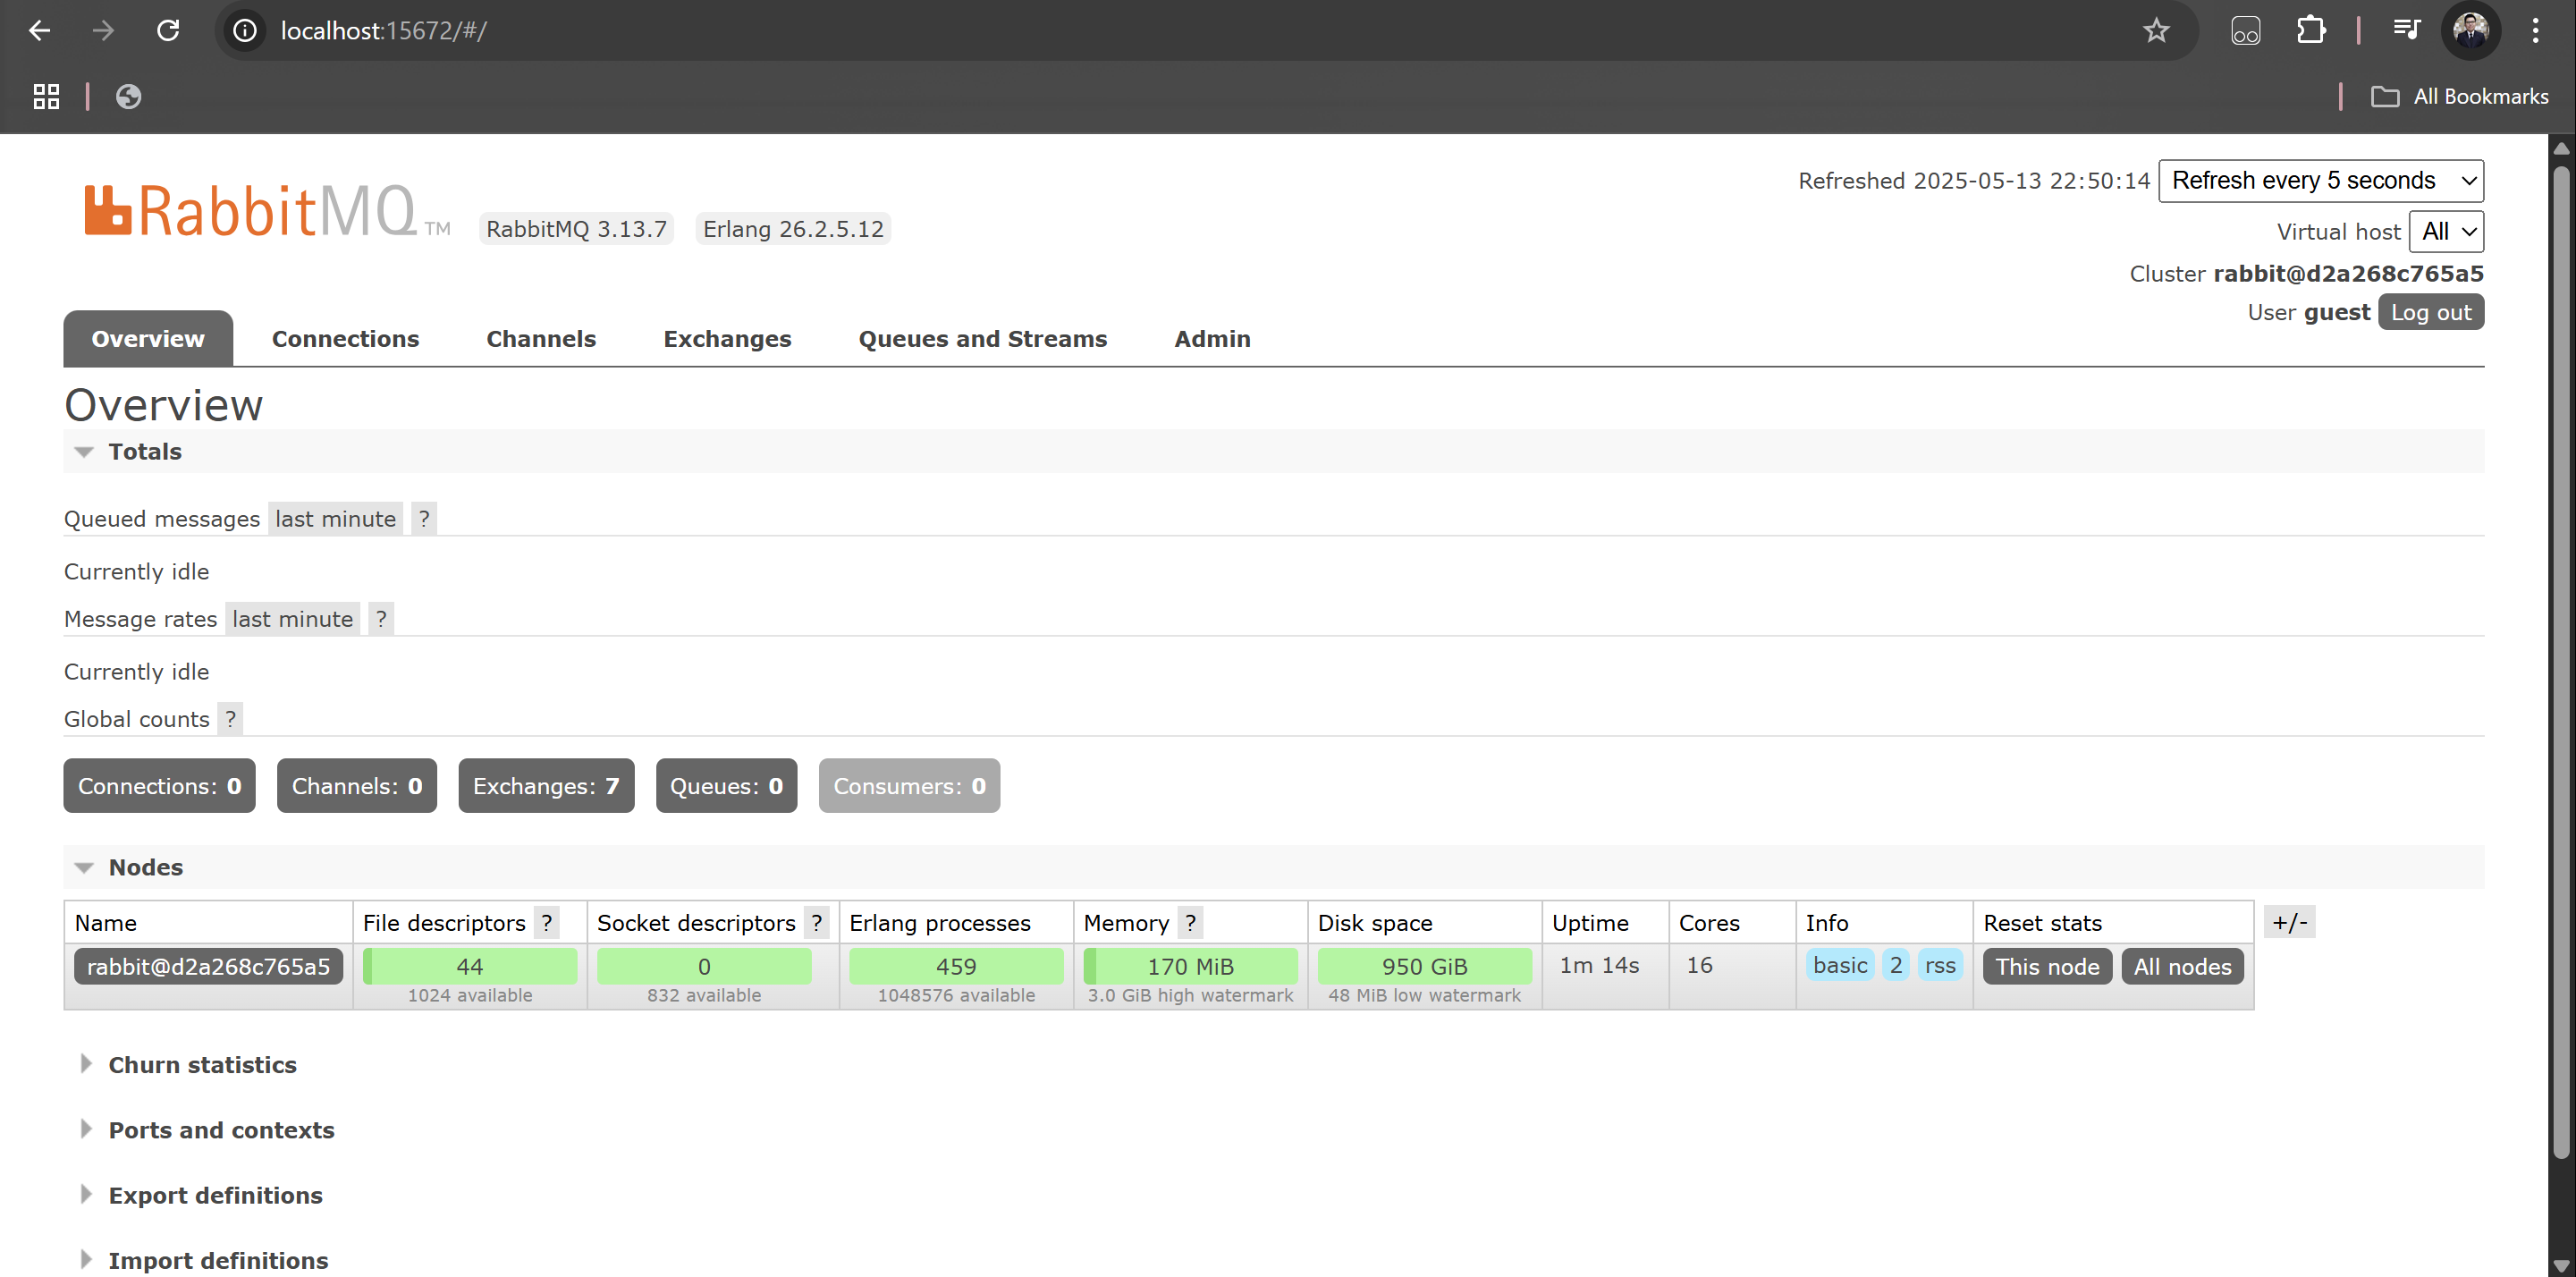 localhost:15672/#/
All Bookmarks
Refreshed 2025-05-13 22:50:14 Refresh every 5 seconds
RabbitMQ TM RabbitMQ 3.13.7 Erlang 26.2.5.12
Virtual host All
Cluster rabbit@d2a268c765a5
User guest Log out
Overview Connections Channels Exchanges Queues and Streams Admin
Overview
Totals
Queued messages last minute ?
Currently idle
Message rates last minute ?
Currently idle
Global counts ?
Connections: 0 Channels: 0 Exchanges: 7 Queues: 0 Consumers: 0
Nodes
Name File descriptors ? Socket descriptors ? Erlang processes Memory ? Disk space Uptime Cores Info Reset stats +/-
rabbit@d2a268c765a5 44 0 459 170 MiB 950 GiB 1m 14s 16 basic 2 rss This node All nodes
1024 available 832 available 1048576 available 3.0 GiB high watermark 48 MiB low watermark
Churn statistics
Ports and contexts
Export definitions
Import definitions